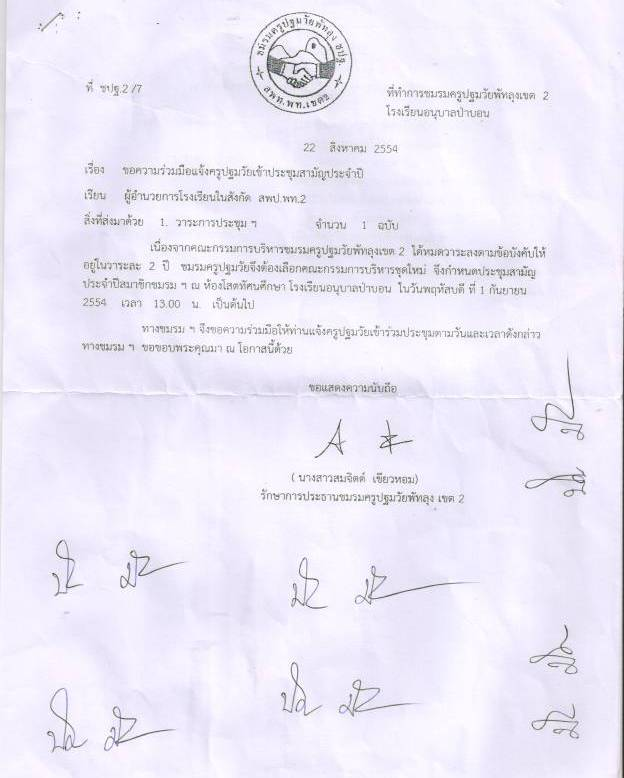 ชมรมครูปฐมวัยพัทลุง ชปฐ.
สพท.พท.เขต2
ที่ ชปฐ.2 /7
ที่ทำการชมรมครูปฐมวัยพัทลุงเขต 2
โรงเรียนอนุบาลป่าบอน
22 สิงหาคม 2554
เรื่อง ขอความร่วมมือแจ้งครูปฐมวัยเข้าประชุมสามัญประจำปี
เรียน ผู้อำนวยการโรงเรียนในสังกัด สพป.พท.2
สิ่งที่ส่งมาด้วย 1. วาระการประชุม ฯ จำนวน 1 ฉบับ
เนื่องจากคณะกรรมการบริหารชมรมครูปฐมวัยพัทลุงเขต 2 ได้หมดวาระลงตามข้อบังคับให้
อยู่ในวาระละ 2 ปี ชมรมครูปฐมวัยจึงต้องเลือกคณะกรรมการบริหารชุดใหม่ จึงกำหนดประชุมสามัญ
ประจำปีสมาชิกชมรม ฯ ณ ห้องโสตทัศนศึกษา โรงเรียนอนุบาลป่าบอน ในวันพฤหัสบดี ที่ 1 กันยายน
2554 เวลา 13.00 น. เป็นต้นไป
ทางชมรม ฯ จึงขอความร่วมมือให้ท่านแจ้งครูปฐมวัยเข้าร่วมประชุมตามวันและเวลาดังกล่าว
ทางชมรม ฯ ขอขอบพระคุณมา ณ โอกาสนี้ด้วย
ขอแสดงความนับถือ
( นางสาวสมจิตต์ เขียวหอม)
รักษาการประธานชมรมครูปฐมวัยพัทลุง เขต 2